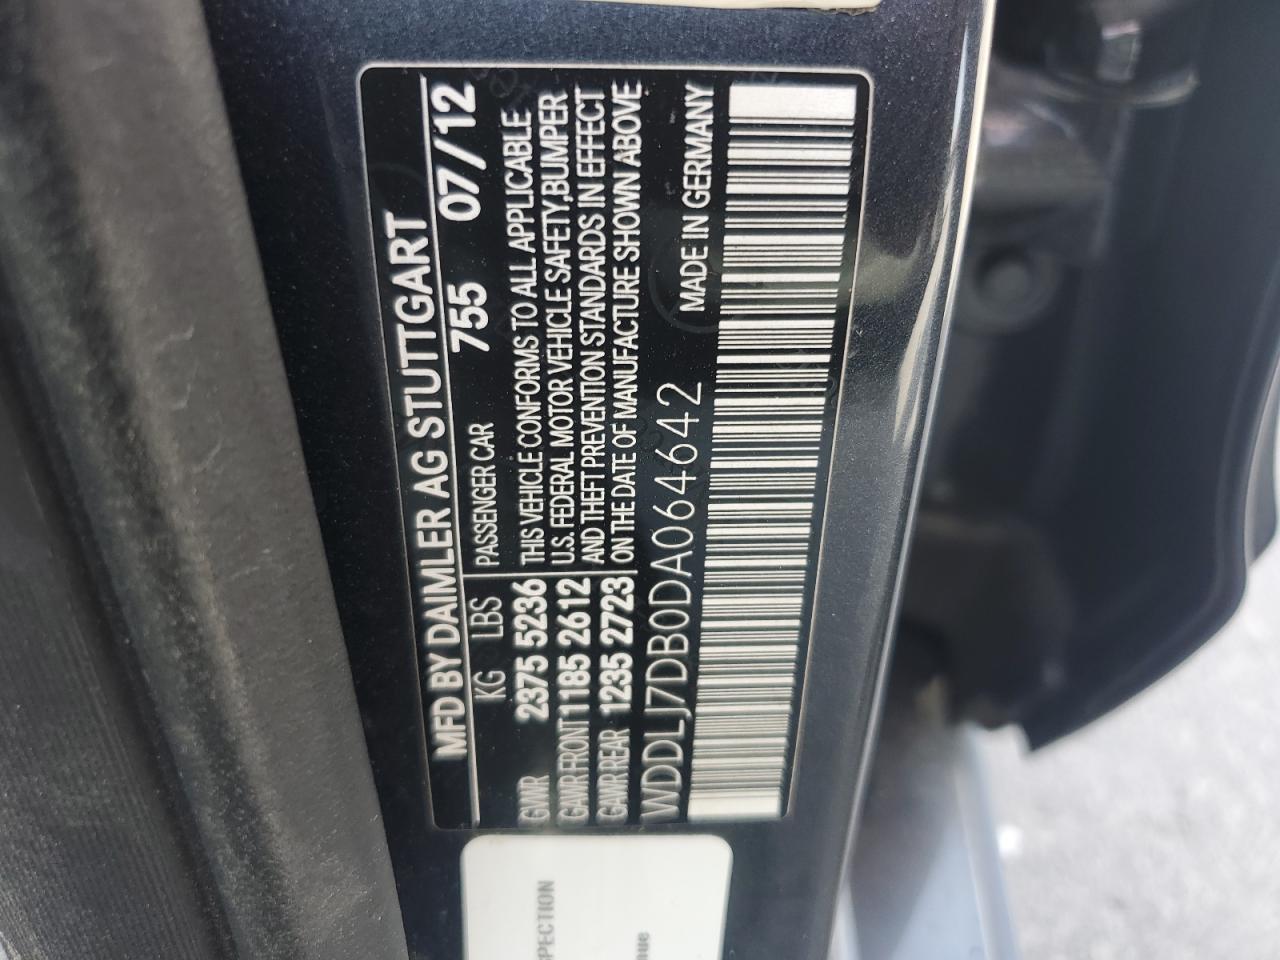 MFD BY DAIMLER AG STUTTGART
KG LBS PASSENGER CAR 755 07/12
GVWR 2375 5236 THIS VEHICLE CONFORMS TO ALL APPLICABLE
GAWR FRONT 1185 2612 U.S. FEDERAL MOTOR VEHICLE SAFETY,BUMPER
GAWR REAR 1235 2723 AND THEFT PREVENTION STANDARDS IN EFFECT
ON THE DATE OF MANUFACTURE SHOWN ABOVE
WDDLJ7DB0DA064642 MADE IN GERMANY